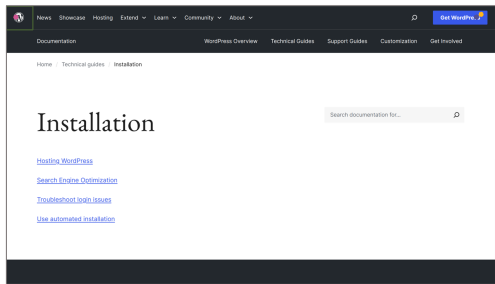 News Showcase Hosting Extend Learn Community About Get WordPre
Documentation WordPress Overview Technical Guides Support Guides Customization Get Involved
Home Technical guides Installation
Installation
Search documentation for...
Hosting WordPress
Search Engine Optimization
Troubleshoot login issues
Use automated installation